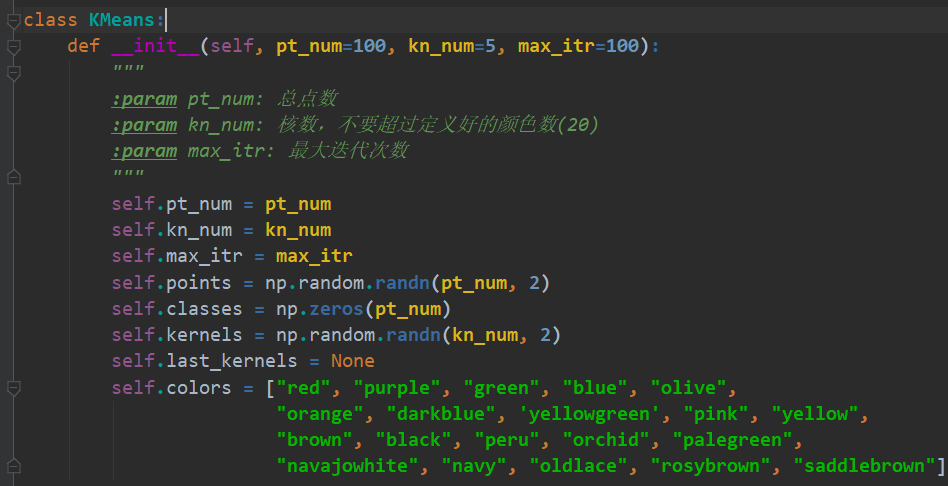 class KMeans:
def __init__(self, pt_num=100, kn_num=5, max_itr=100):
"""
:param pt_num: 总点数
:param kn_num: 核数，不要超过定义好的颜色数(20)
:param max_itr: 最大迭代次数
"""
self.pt_num = pt_num
self.kn_num = kn_num
self.max_itr = max_itr
self.points = np.random.randn(pt_num, 2)
self.classes = np.zeros(pt_num)
self.kernels = np.random.randn(kn_num, 2)
self.last_kernels = None
self.colors = ["red", "purple", "green", "blue", "olive",
"orange", "darkblue", 'yellowgreen', "pink", "yellow",
"brown", "black", "peru", "orchid", "palegreen",
"navajowhite", "navy", "oldlace", "rosybrown", "saddlebrown"]